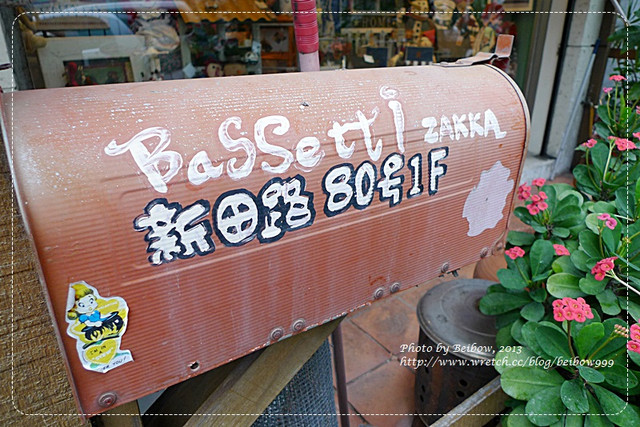 BaSSetti ZAKKA
新田路80号1F
Photo by Beibow, 2013
http://www.wretch.cc/blog/beibow999